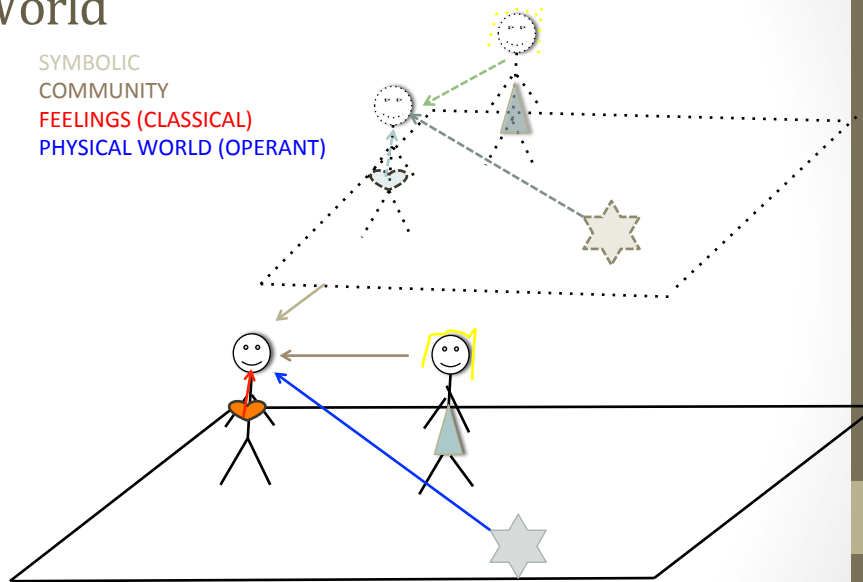 World
SYMBOLIC
COMMUNITY
FEELINGS (CLASSICAL)
PHYSICAL WORLD (OPERANT)